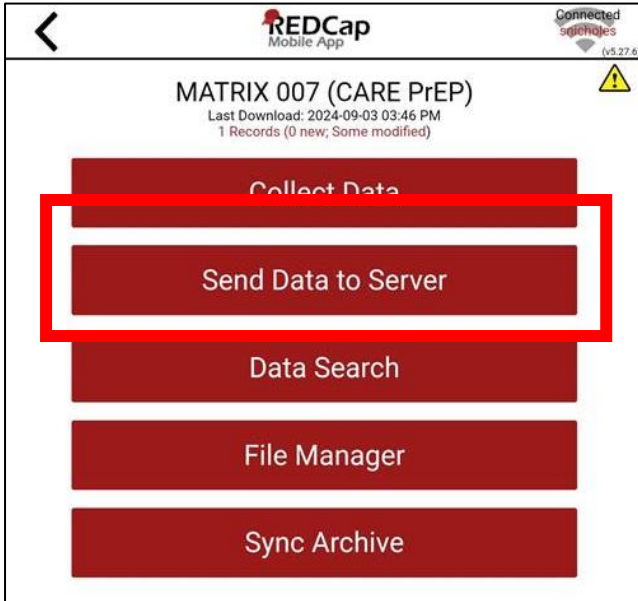 REDCap
Mobile App
Connected
snicholes
(v5.27.6
MATRIX 007 (CARE PrEP)
Last Download: 2024-09-03 03:46 PM
1 Records (0 new; Some modified)
Collect Data
Send Data to Server
Data Search
File Manager
Sync Archive